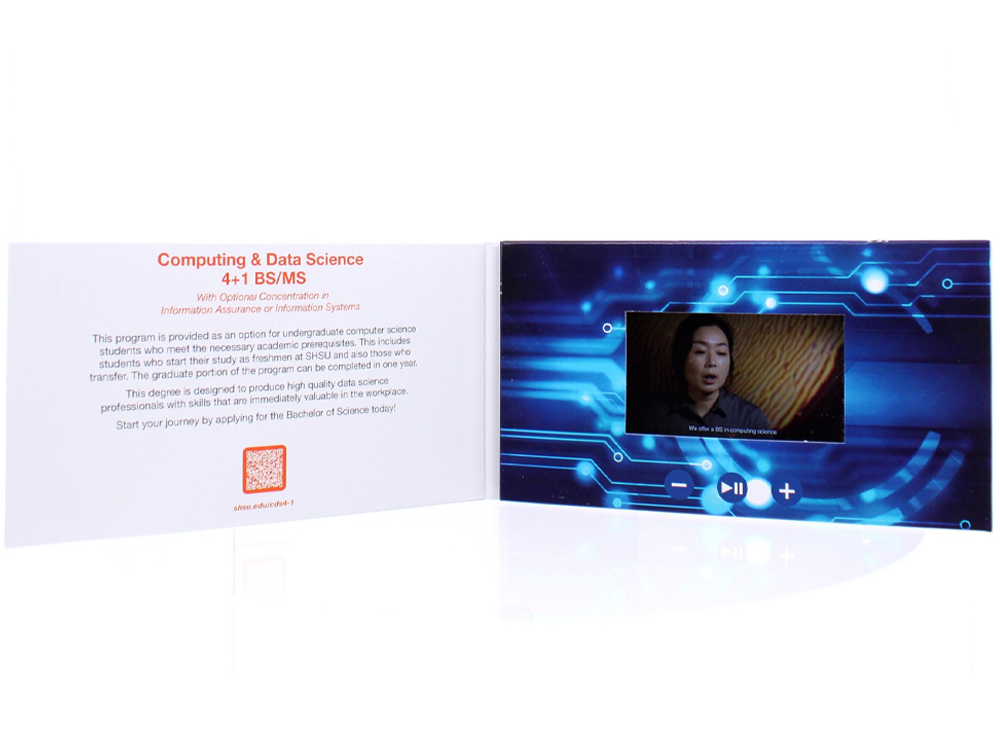 Computing & Data Science
4+1 BS/MS
With Optional Concentration in
Information Assurance or Information Systems
This program is provided as an option for undergraduate computer science
students who meet the necessary academic prerequisites. This includes
students who start their study as freshmen at SHSU and also those who
transfer. The graduate portion of the program can be completed in one year.
This degree is designed to produce high quality data science
professionals with skills that are immediately valuable in the workplace.
Start your journey by applying for the Bachelor of Science today!
shsu.edu/cds4-1
We offer a BS in computing science